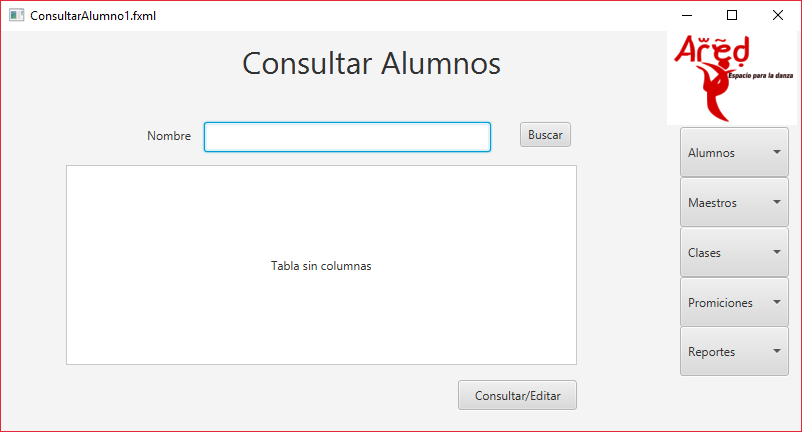 ConsultarAlumno1.fxml
Consultar Alumnos
Ared
Espacio para la danza
Nombre
Buscar
Alumnos
Maestros
Clases
Promiciones
Reportes
Tabla sin columnas
Consultar/Editar